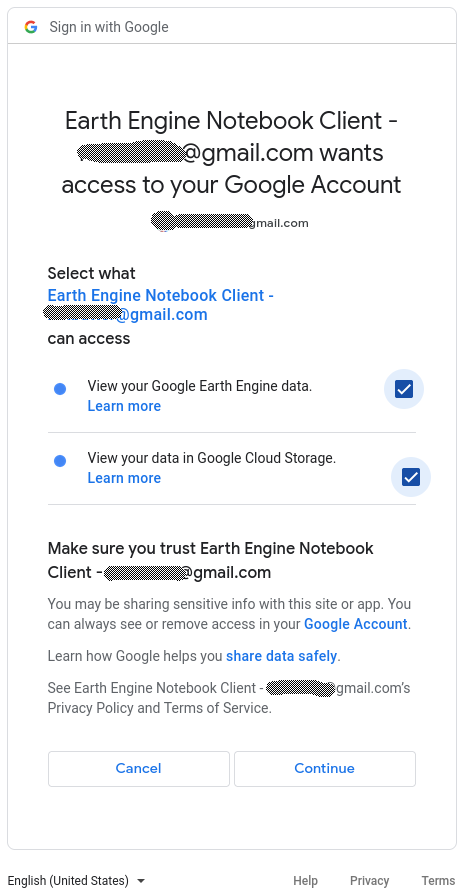 Sign in with Google
Earth Engine Notebook Client -
@gmail.com wants
access to your Google Account
gmail.com
Select what
Earth Engine Notebook Client -
@gmail.com
can access
View your Google Earth Engine data.
Learn more
View your data in Google Cloud Storage.
Learn more
Make sure you trust Earth Engine Notebook
Client - @gmail.com
You may be sharing sensitive info with this site or app. You
can always see or remove access in your Google Account.
Learn how Google helps you share data safely.
See Earth Engine Notebook Client - gmail.com's
Privacy Policy and Terms of Service.
Cancel Continue
English (United States) Help Privacy Terms